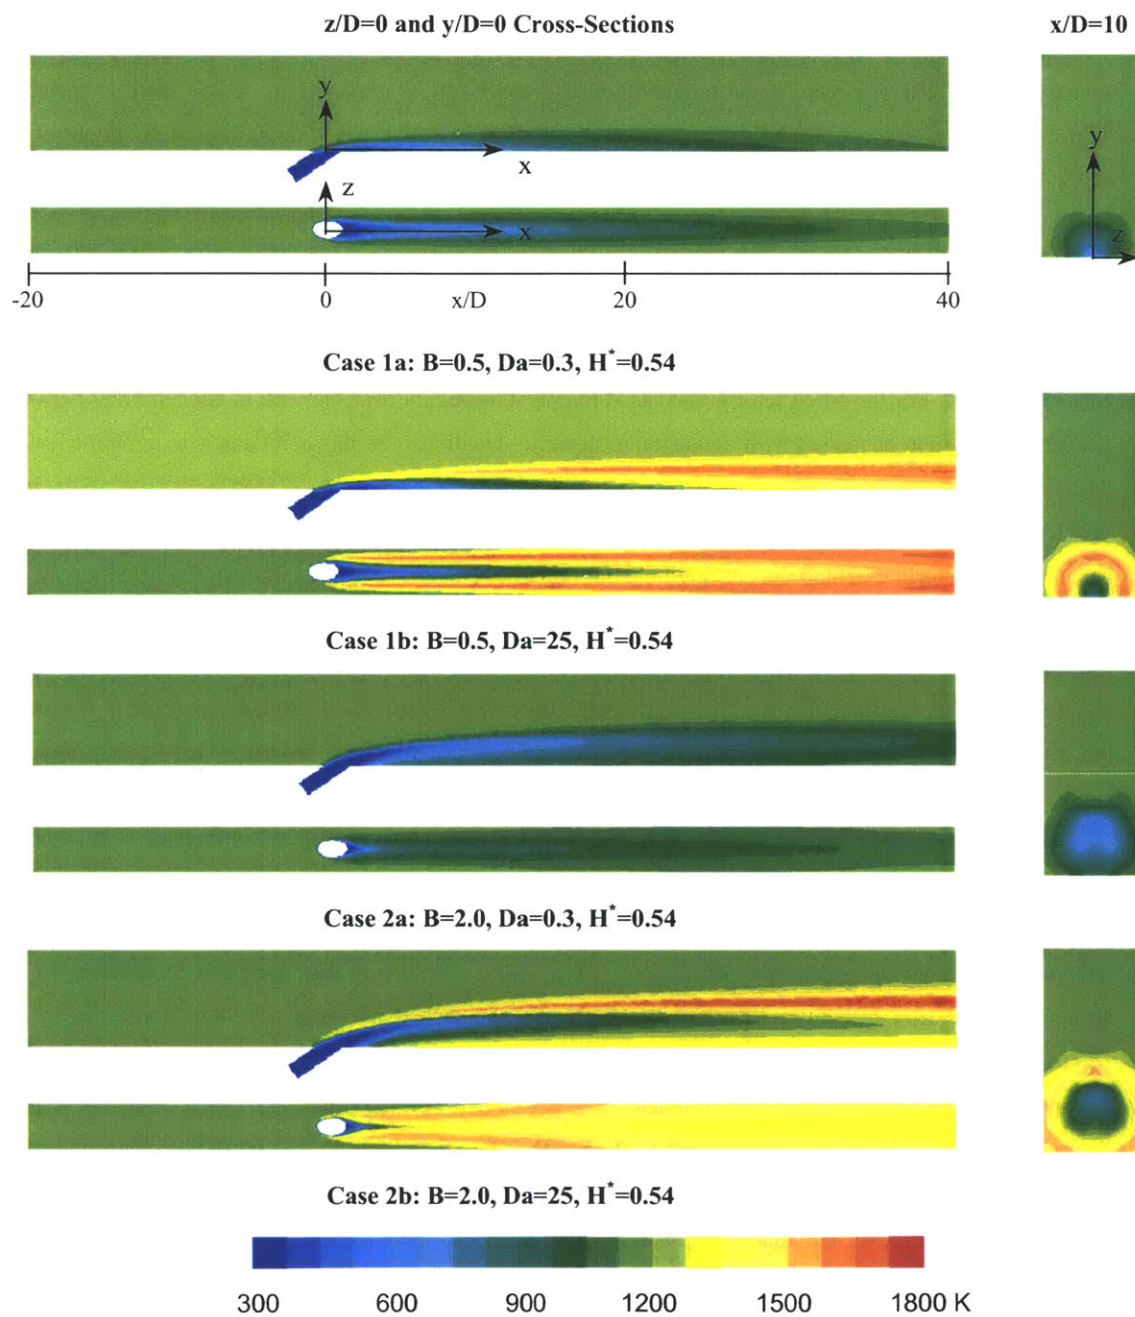 z/D=0 and y/D=0 Cross-Sections
x/D=10
y
x
z
x
y
z
-20 0 x/D 20 40
Case 1a: B=0.5, Da=0.3, H*=0.54
Case 1b: B=0.5, Da=25, H*=0.54
Case 2a: B=2.0, Da=0.3, H*=0.54
Case 2b: B=2.0, Da=25, H*=0.54
300 600 900 1200 1500 1800 K